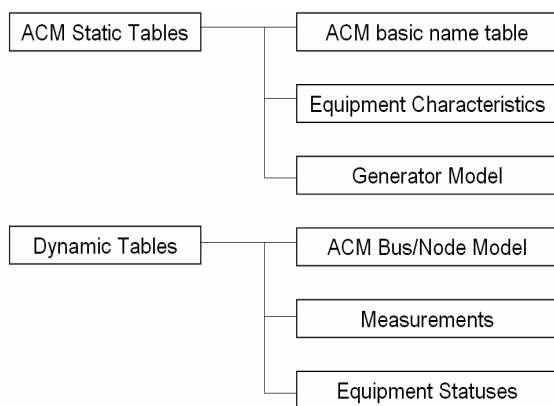 ACM Static Tables
ACM basic name table
Equipment Characteristics
Generator Model
Dynamic Tables
ACM Bus/Node Model
Measurements
Equipment Statuses